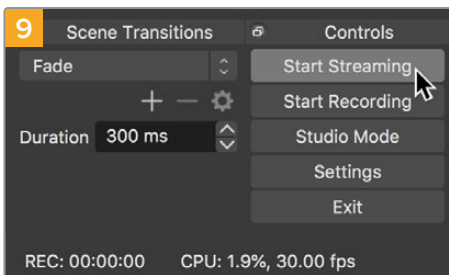 9
Scene Transitions
Controls
Fade
Start Streaming
Start Recording
Duration 300 ms
Studio Mode
Settings
Exit
REC: 00:00:00 CPU: 1.9%, 30.00 fps